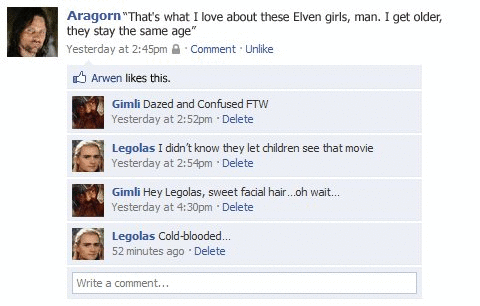 Aragorn "That's what I love about these Elven girls, man. I get older,
they stay the same age"
Yesterday at 2:45pm · Comment · Unlike
Arwen likes this.
Gimli Dazed and Confused FTW
Yesterday at 2:52pm · Delete
Legolas I didn't know they let children see that movie
Yesterday at 2:54pm · Delete
Gimli Hey Legolas, sweet facial hair...oh wait...
Yesterday at 4:30pm · Delete
Legolas Cold-blooded...
52 minutes ago · Delete
Write a comment...